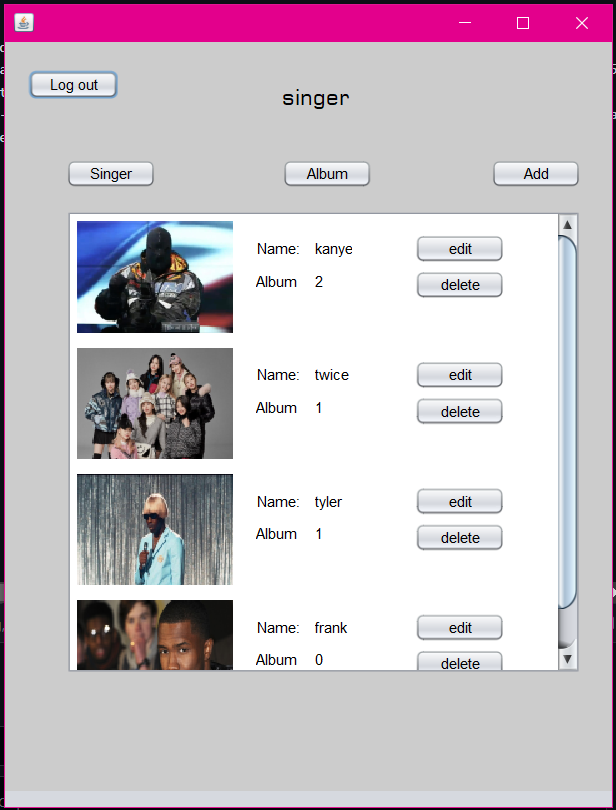 Log out
singer
Singer Album Add
Name: kanye edit
Album 2 delete
Name: twice edit
Album 1 delete
Name: tyler edit
Album 1 delete
Name: frank edit
Album 0 delete